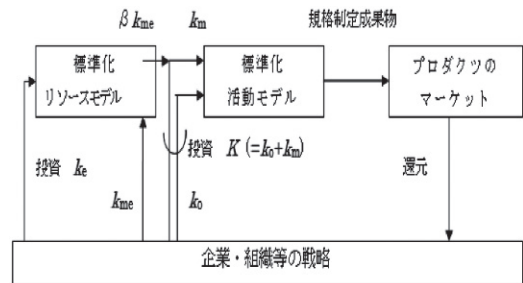 β kme
km
規格制定成果物
標準化
リソースモデル
標準化
活動モデル
プロダクツの
マーケット
投資 ke
投資 K (=k0+km)
還元
kme
k0
企業・組織等の戦略